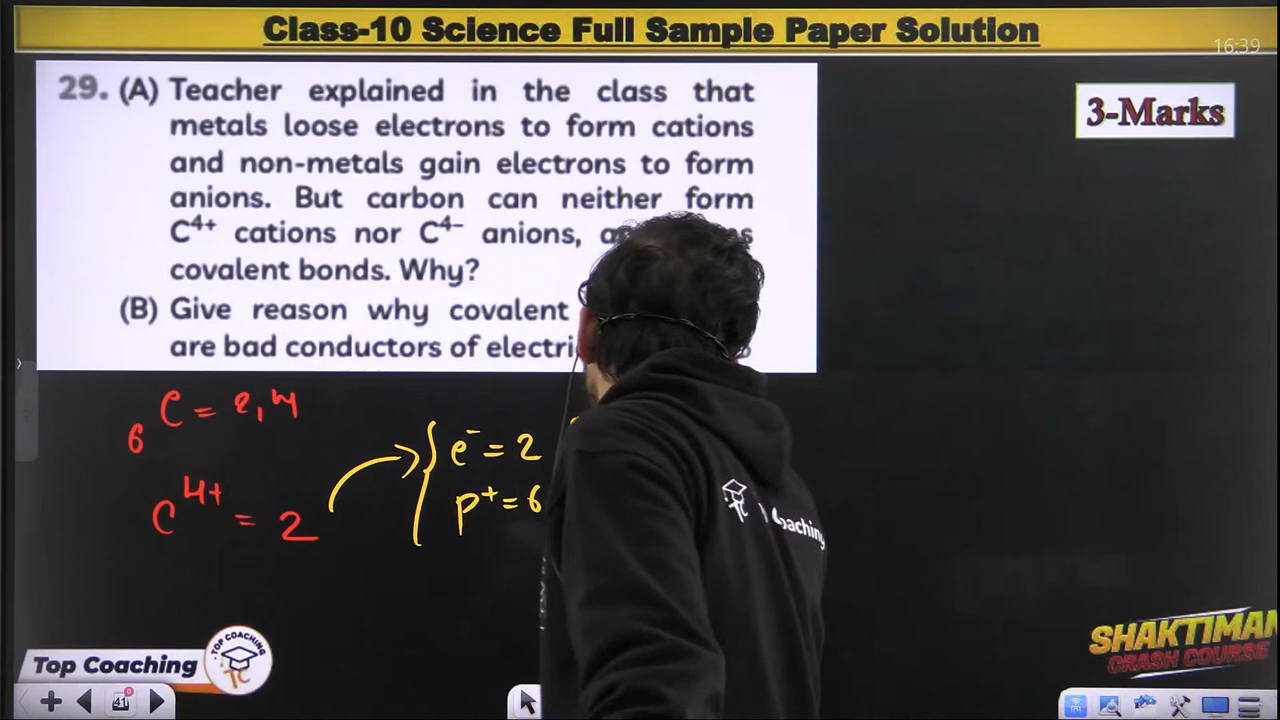 Class-10 Science Full Sample Paper Solution
16:39
29. (A) Teacher explained in the class that
metals loose electrons to form cations
and non-metals gain electrons to form
anions. But carbon can neither form
C⁴⁺ cations nor C⁴⁻ anions,
covalent bonds. Why?
(B) Give reason why covalent
are bad conductors of
3-Marks
₆C = 2,4
C⁴⁺ = 2
e⁻ = 2
p⁺ = 6
Coaching
Top Coaching
TOP COACHING
TC
SHAKTIMAN
CRASH COURSE
41